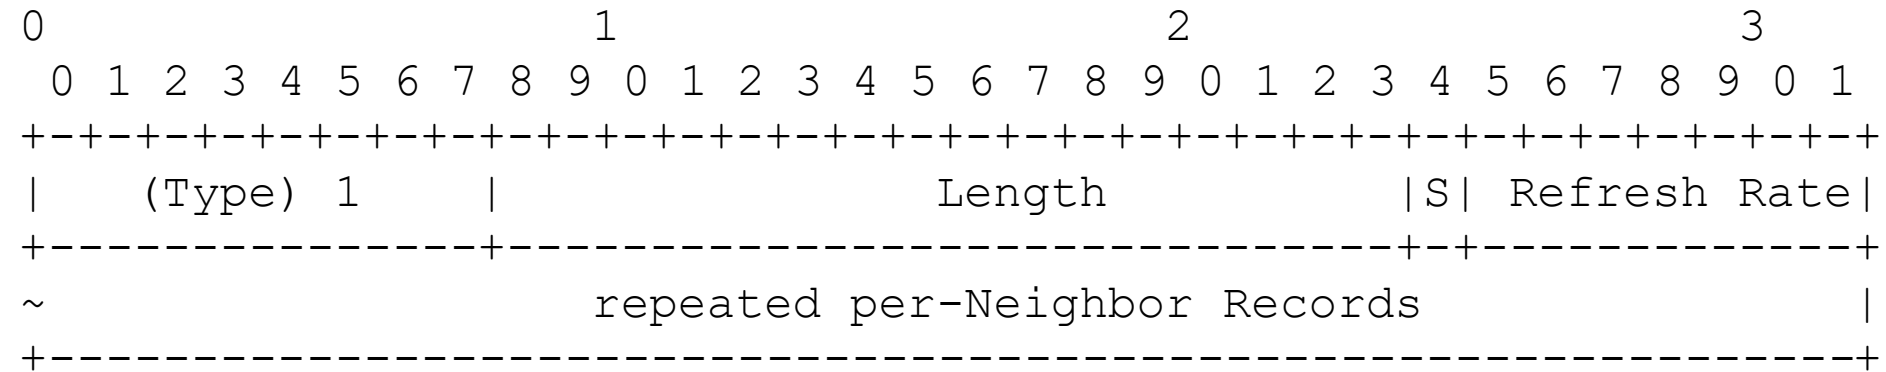 0                   1                   2                   3
 0 1 2 3 4 5 6 7 8 9 0 1 2 3 4 5 6 7 8 9 0 1 2 3 4 5 6 7 8 9 0 1
+-+-+-+-+-+-+-+-+-+-+-+-+-+-+-+-+-+-+-+-+-+-+-+-+-+-+-+-+-+-+-+-+
|   (Type) 1    |               Length          |S| Refresh Rate|
+---------------+-------------------------------+-+-------------+
~                   repeated per-Neighbor Records               |
+---------------------------------------------------------------+